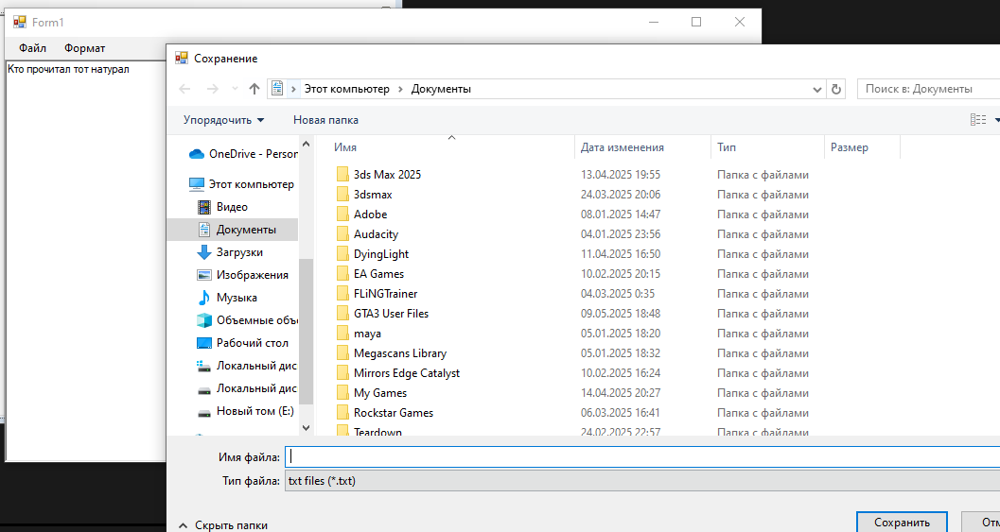 Form1
Файл Формат
Кто прочитал тот натурал
Сохранение
Этот компьютер Документы
Поиск в: Документы
Упорядочить Новая папка
Имя Дата изменения Тип Размер
OneDrive - Person
Этот компьютер
Видео
Документы
Загрузки
Изображения
Музыка
Объемные объ
Рабочий стол
Локальный дис
Локальный дис
Новый том (E:)
3ds Max 2025 13.04.2025 19:55 Папка с файлами
3dsmax 24.03.2025 20:06 Папка с файлами
Adobe 08.01.2025 14:47 Папка с файлами
Audacity 04.01.2025 23:56 Папка с файлами
DyingLight 11.04.2025 16:50 Папка с файлами
EA Games 10.02.2025 20:15 Папка с файлами
FLiNGTrainer 04.03.2025 0:35 Папка с файлами
GTA3 User Files 09.05.2025 18:48 Папка с файлами
maya 05.01.2025 18:20 Папка с файлами
Megascans Library 05.01.2025 18:32 Папка с файлами
Mirrors Edge Catalyst 10.02.2025 16:24 Папка с файлами
My Games 14.04.2025 20:27 Папка с файлами
Rockstar Games 06.03.2025 16:41 Папка с файлами
Teardown 24.02.2025 22:57 Папка с файлами
Имя файла:
Тип файла: txt files (*.txt)
Скрыть папки
Сохранить Отм